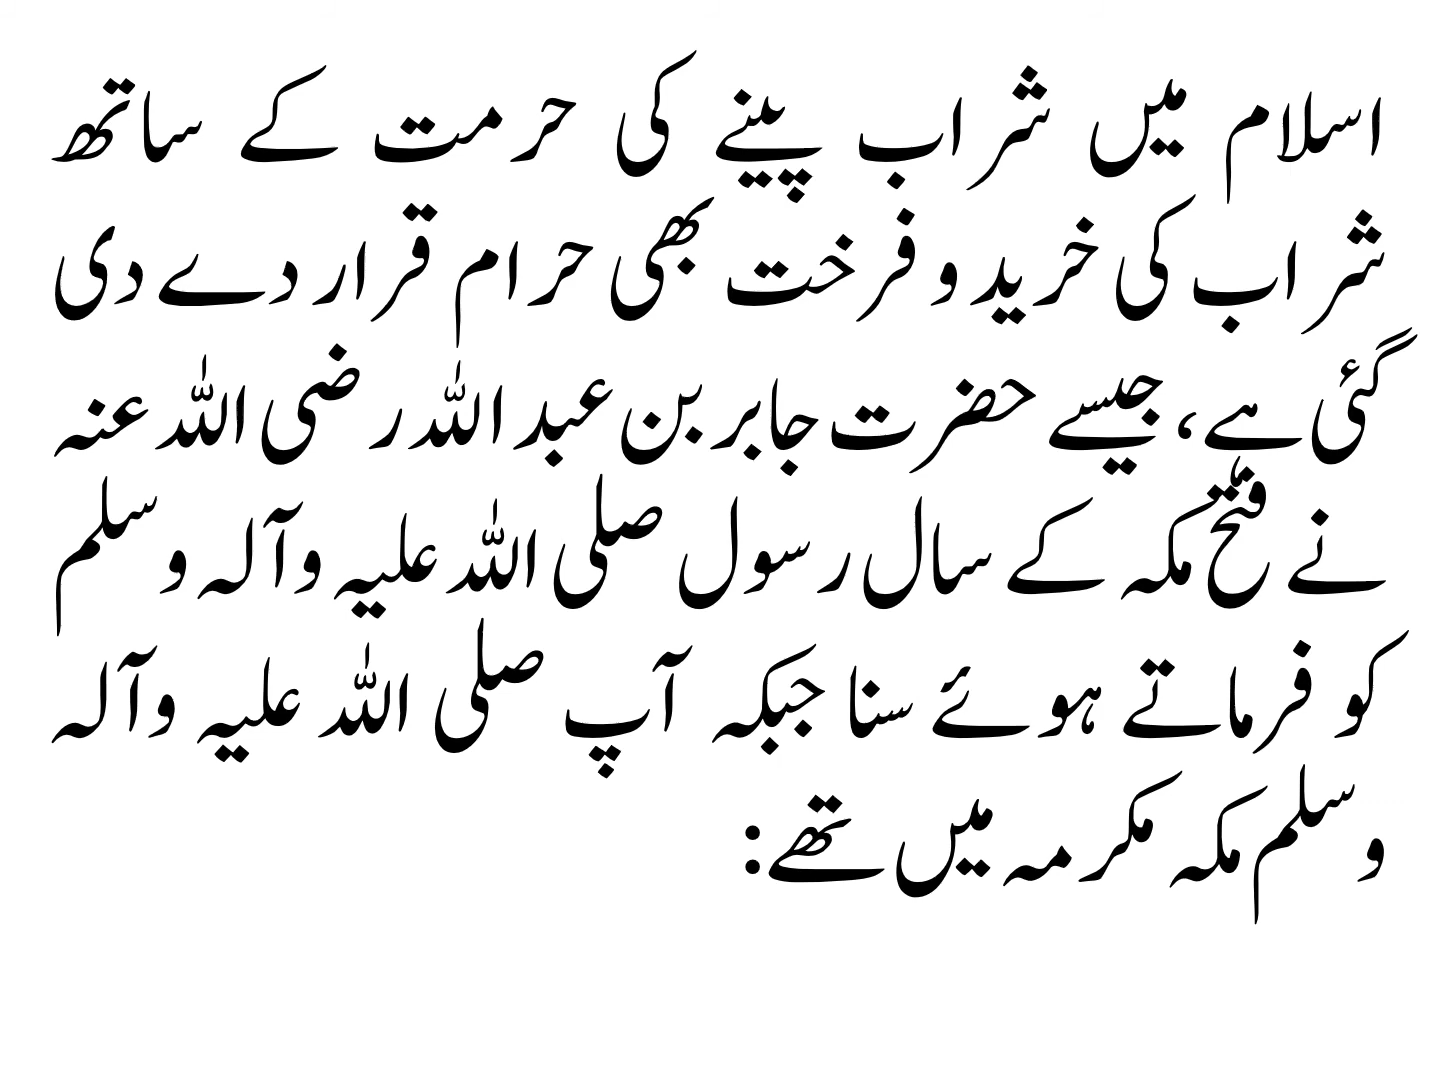 اسلام میں شراب پینے کی حرمت کے ساتھ
شراب کی خرید و فرخت بھی حرام قرار دے دی
گئی ہے، جیسے حضرت جابر بن عبد اللہ رضی اللہ عنہ
نے فتح مکہ کے سال رسول صلی اللہ علیہ وآلہ وسلم
کو فرماتے ہوئے سنا جبکہ آپ صلی اللہ علیہ وآلہ
وسلم مکہ مکرمہ میں تھے: